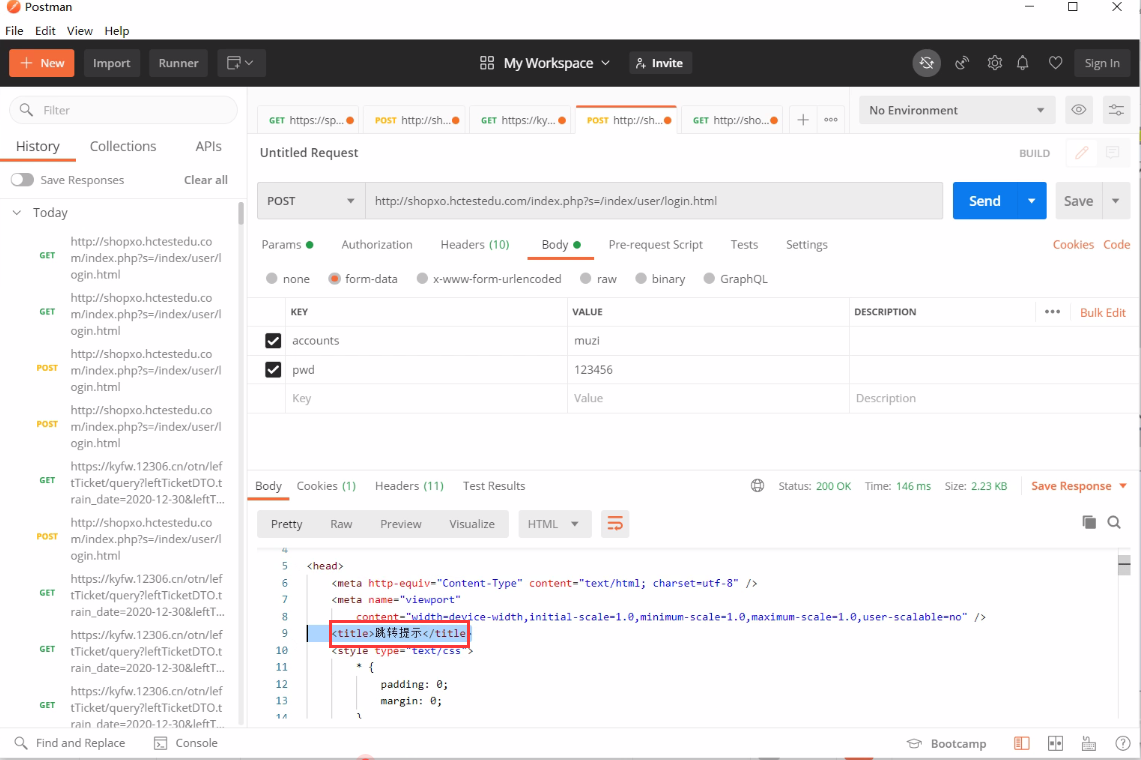 Postman
File Edit View Help
New Import Runner My Workspace Invite Sign In
Filter
History Collections APIs
Save Responses Clear all
Today
GET http://shopxo.hctestedu.co
m/index.php?s=/index/user/l
ogin.html
GET http://shopxo.hctestedu.co
m/index.php?s=/index/user/l
ogin.html
POST http://shopxo.hctestedu.co
m/index.php?s=/index/user/l
ogin.html
POST http://shopxo.hctestedu.co
m/index.php?s=/index/user/l
ogin.html
GET https://kyfw.12306.cn/otn/lef
tTicket/query?leftTicketDTO.t
rain_date=2020-12-30&leftT...
POST http://shopxo.hctestedu.co
m/index.php?s=/index/user/l
ogin.html
GET https://kyfw.12306.cn/otn/lef
tTicket/query?leftTicketDTO.t
rain_date=2020-12-30&leftT...
GET https://kyfw.12306.cn/otn/lef
tTicket/query?leftTicketDTO.t
rain_date=2020-12-30&leftT...
GET https://kyfw.12306.cn/otn/lef
tTicket/query?leftTicketDTO.t
rain_date=2020-12-30&leftT...
GET https://sp... POST http://sh... GET https://ky... POST http://sh... GET http://sho... No Environment
Untitled Request BUILD
POST http://shopxo.hctestedu.com/index.php?s=/index/user/login.html Send Save
Params Authorization Headers (10) Body Pre-request Script Tests Settings Cookies Code
none form-data x-www-form-urlencoded raw binary GraphQL
KEY VALUE DESCRIPTION ••• Bulk Edit
accounts muzi
pwd 123456
Key Value Description
Body Cookies (1) Headers (11) Test Results Status: 200 OK Time: 146 ms Size: 2.23 KB Save Response
Pretty Raw Preview Visualize HTML
4
5 <head>
6 <meta http-equiv="Content-Type" content="text/html; charset=utf-8" />
7 <meta name="viewport"
8 content="width=device-width,initial-scale=1.0,minimum-scale=1.0,maximum-scale=1.0,user-scalable=no" />
9 <title>跳转提示</title
10 <style type="text/css">
11 * {
12 padding: 0;
13 margin: 0;
14 }
Find and Replace Console Bootcamp